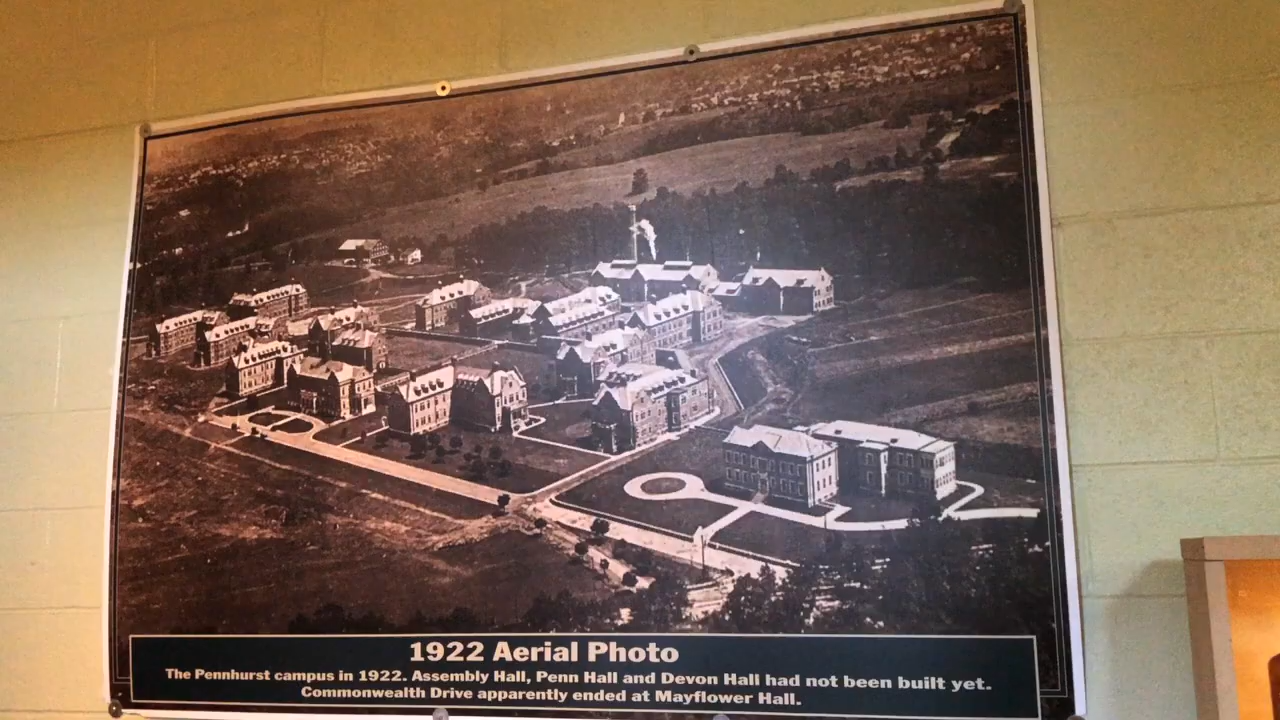 1922 Aerial Photo
The Pennhurst campus in 1922. Assembly Hall, Penn Hall and Devon Hall had not been built yet.
Commonwealth Drive apparently ended at Mayflower Hall.